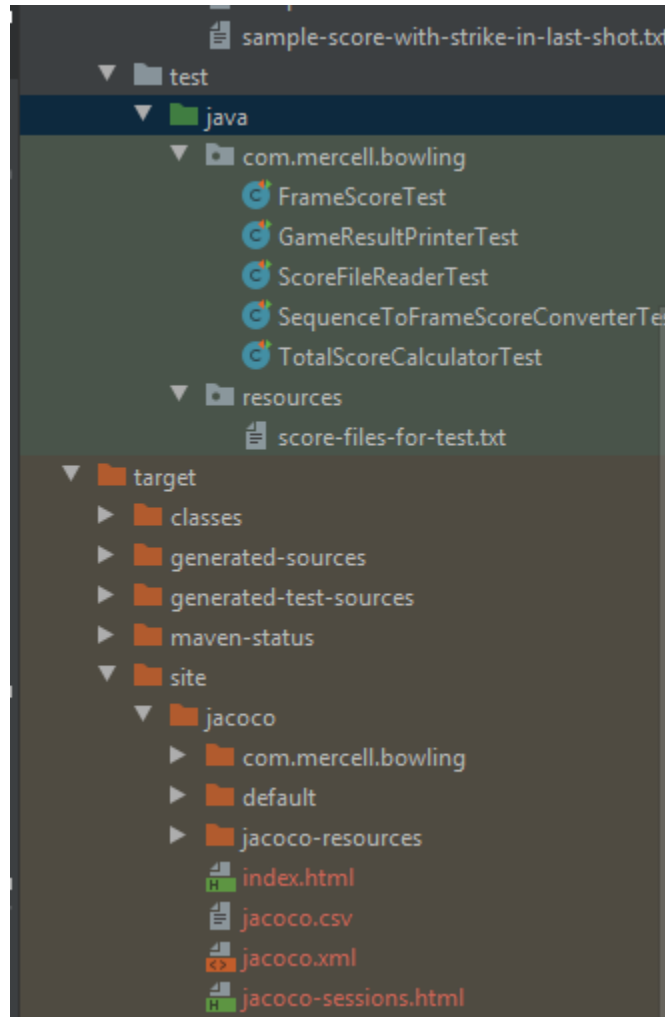 sample-score-with-strike-in-last-shot.txt
test
java
com.mercell.bowling
FrameScoreTest
GameResultPrinterTest
ScoreFileReaderTest
SequenceToFrameScoreConverterTes
TotalScoreCalculatorTest
resources
score-files-for-test.txt
target
classes
generated-sources
generated-test-sources
maven-status
site
jacoco
com.mercell.bowling
default
jacoco-resources
index.html
jacoco.csv
jacoco.xml
jacoco-sessions.html